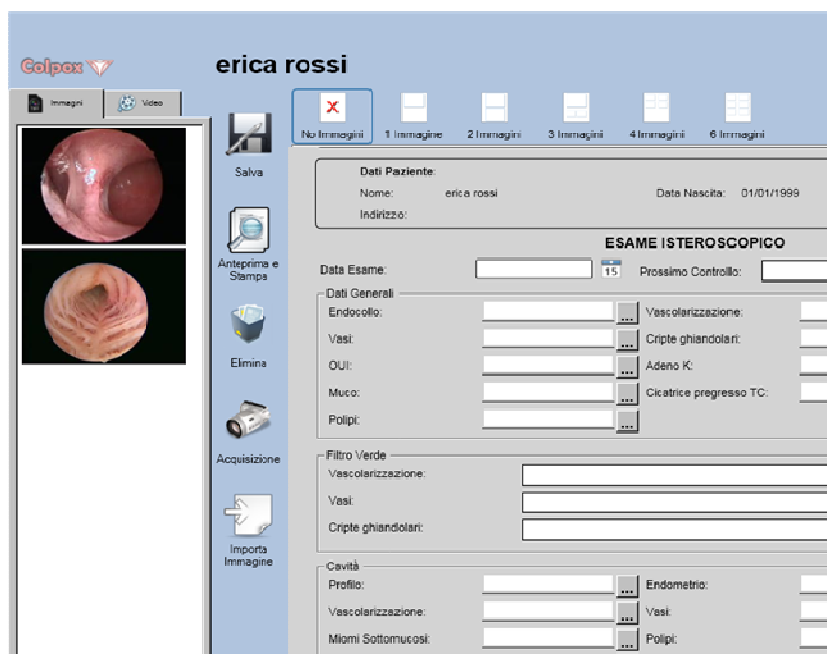 Colpox
erica rossi
Immagini
Video
No Immagini
1 Immagine
2 Immagini
3 Immagini
4 Immagini
6 Immagini
Salva
Anteprima e
Stampa
Elimina
Acquisizione
Importa
Immagine
Dati Paziente:
Nome: erica rossi Data Nascita: 01/01/1999
Indirizzo:
ESAME ISTEROSCOPICO
Data Esame: 15 Prossimo Controllo:
Dati Generali
Endocollo: ... Vascolarizzazione:
Vasi: ... Cripte ghiandolari:
OUI: ... Adeno K:
Muco: ... Cicatrice pregresso TC:
Polipi: ...
Filtro Verde
Vascolarizzazione:
Vasi:
Cripte ghiandolari:
Cavità
Profilo: ... Endometrio:
Vascolarizzazione: ... Vasi:
Miomi Sottomucosi: ... Polipi: